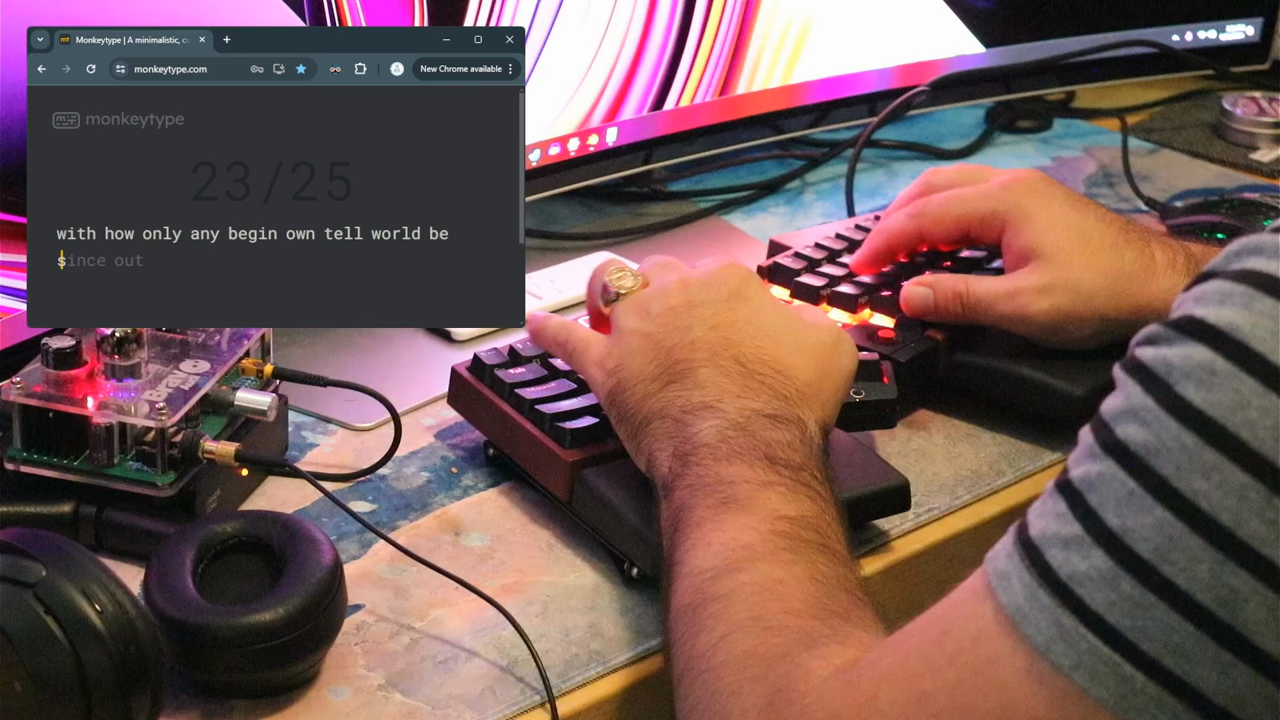 Monkeytype | A minimalistic, c
monkeytype.com
New Chrome available
monkeytype
23/25
with how only any begin own tell world be
since out